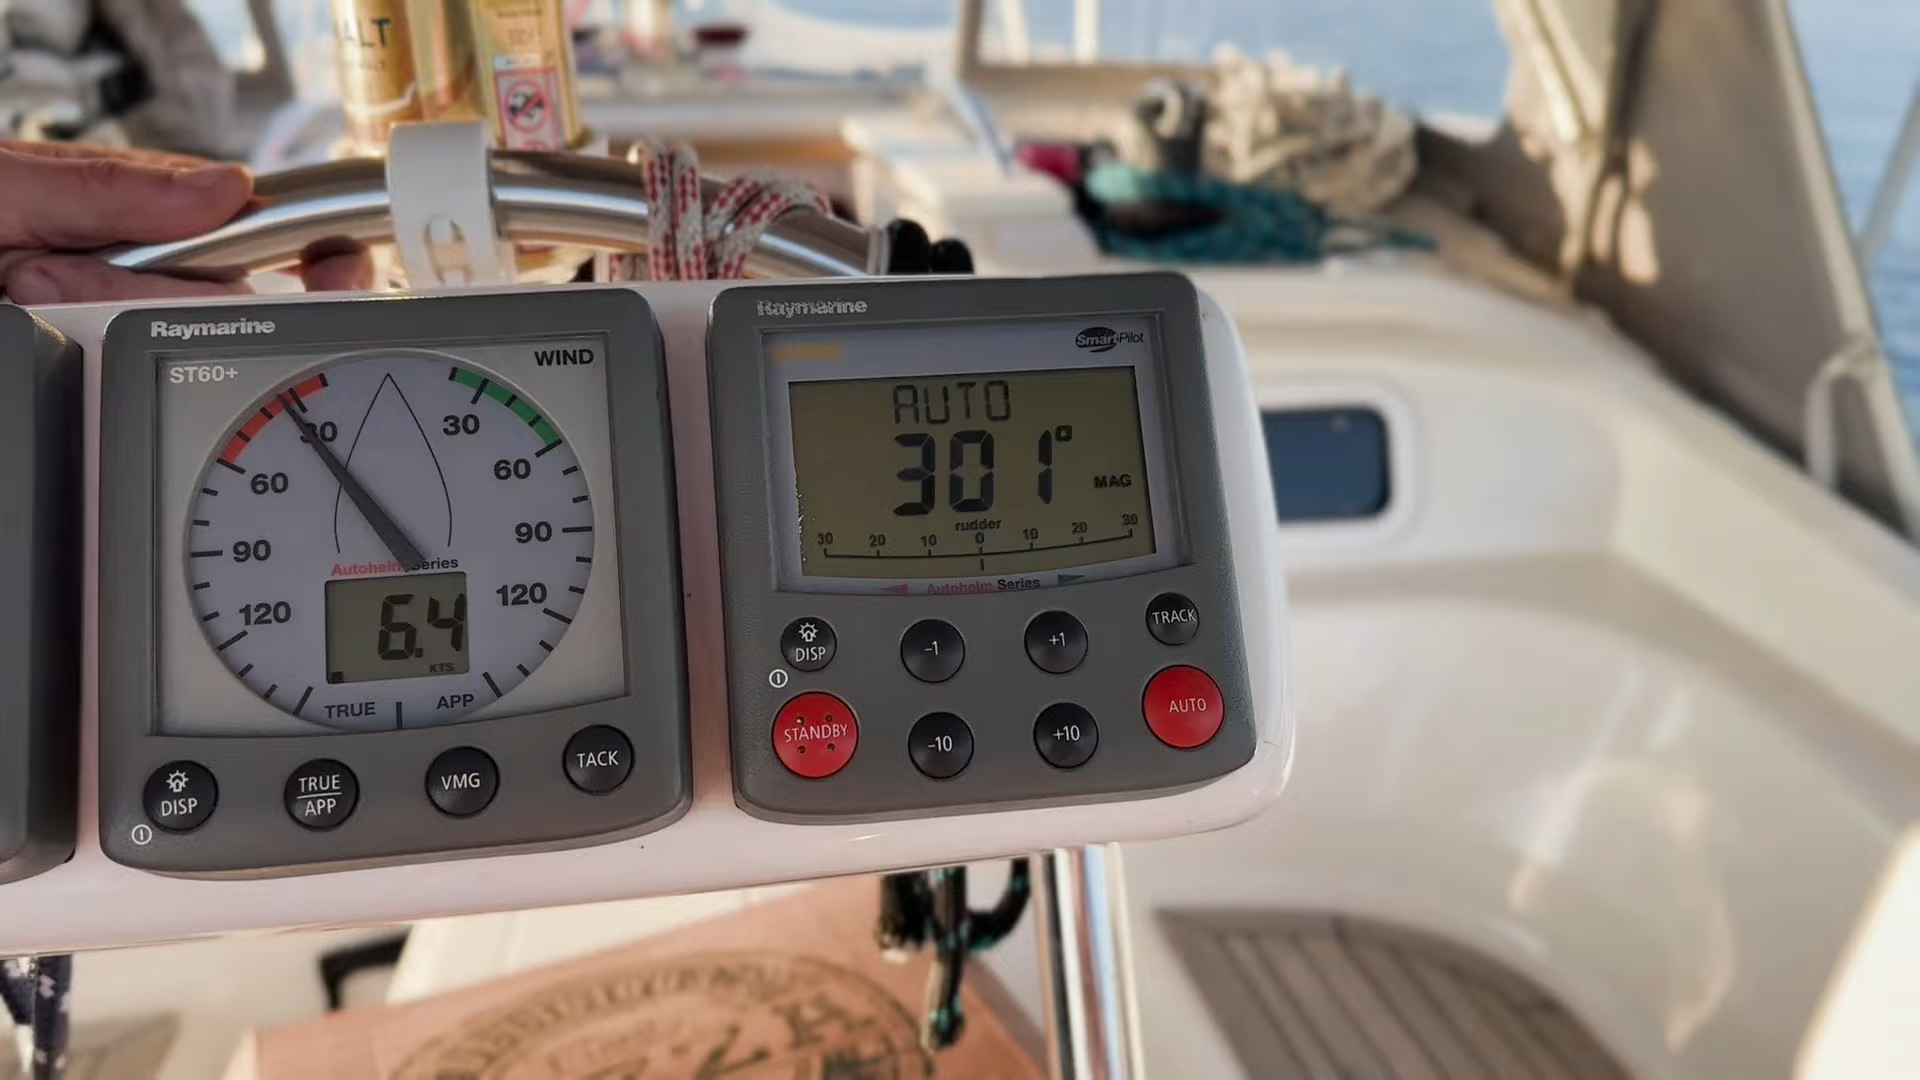 ALT
Raymarine
ST60+
WIND
30
30
60
60
90
90
120
120
Autohelm Series
6.4
KTS
TRUE
APP
DISP
TRUE
APP
VMG
TACK
Raymarine
SmartPilot
AUTO
301°
MAG
rudder
30 20 10 0 10 20 30
Autohelm Series
DISP
-1
+1
TRACK
STANDBY
-10
+10
AUTO